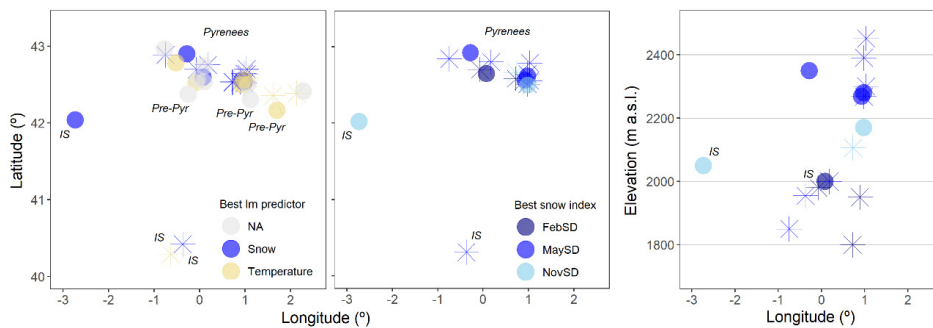 Pyrenees
Pre-Pyr
Pre-Pyr
Pre-Pyr
IS
IS
IS
Best lm predictor
NA
Snow
Temperature
43
42
41
40
Latitude (º)
-3
-2
-1
0
1
2
Pyrenees
IS
IS
Best snow index
FebSD
MaySD
NovSD
-3
-2
-1
0
1
2
Longitude (º)
IS
IS
2400
2200
2000
1800
Elevation (m a.s.l.)
-3
-2
-1
0
1
2
Longitude (º)